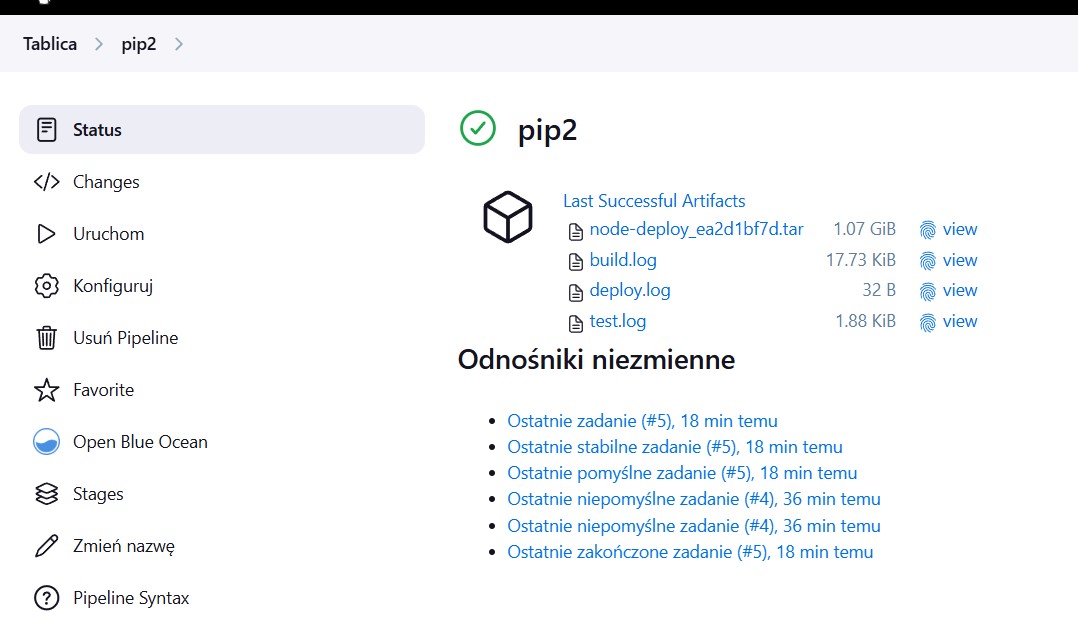 Tablica
pip2
Status
Changes
Uruchom
Konfiguruj
Usuń Pipeline
Favorite
Open Blue Ocean
Stages
Zmień nazwę
Pipeline Syntax
pip2
Last Successful Artifacts
node-deploy_ea2d1bf7d.tar 1.07 GiB view
build.log 17.73 KiB view
deploy.log 32 B view
test.log 1.88 KiB view
Odnośniki niezmienne
Ostatnie zadanie (#5), 18 min temu
Ostatnie stabilne zadanie (#5), 18 min temu
Ostatnie pomyślne zadanie (#5), 18 min temu
Ostatnie niepomyślne zadanie (#4), 36 min temu
Ostatnie niepomyślne zadanie (#4), 36 min temu
Ostatnie zakończone zadanie (#5), 18 min temu